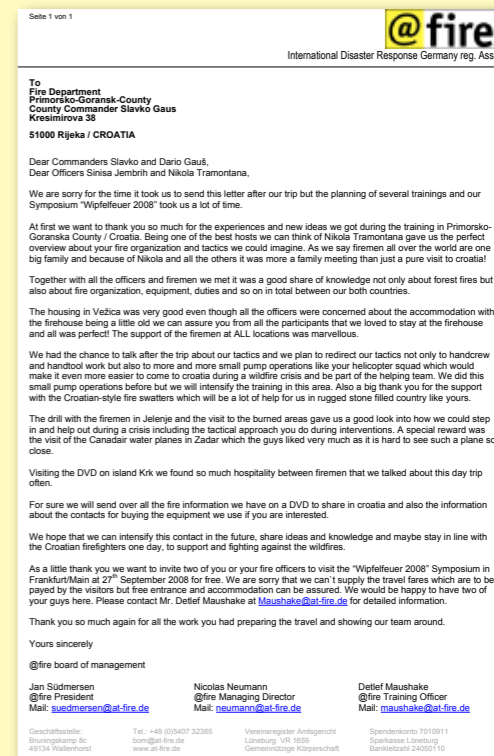 Seite 1 von 1
@fire
International Disaster Response Germany reg. Ass
To
Fire Department
Primorsko-Goransk-County
County Commander Slavko Gaus
Kresimirova 38
51000 Rijeka / CROATIA
Dear Commanders Slavko and Dario Gauš,
Dear Officers Sinisa Jembrih and Nikola Tramontana,
We are sorry for the time it took us to send this letter after our trip but the planning of several trainings and our
Symposium "Wipfelfeuer 2008" took us a lot of time.
At first we want to thank you so much for the experiences and new ideas we got during the training in Primorsko-
Goranska County / Croatia. Being one of the best hosts we can think of Nikola Tramontana gave us the perfect
overview about your fire organization and tactics we could imagine. As we say firemen all over the world are one
big family and because of Nikola and all the others it was more a family meeting than just a pure visit to croatia!
Together with all the officers and firemen we met it was a good share of knowledge not only about forest fires but
also about fire organization, equipment, duties and so on in total between our both countries.
The housing in Vežica was very good even though all the officers were concerned about the accommodation with
the firehouse being a little old we can assure you from all the participants that we loved to stay at the firehouse
and all was perfect! The support of the firemen at ALL locations was marvellous.
We had the chance to talk after the trip about our tactics and we plan to redirect our tactics not only to handcrew
and handtool work but also to more and more small pump operations like your helicopter squad which would
make it even more easier to come to croatia during a wildfire crisis and be part of the helping team. We did this
small pump operations before but we will intensify the training in this area. Also a big thank you for the support
with the Croatian-style fire swatters which will be a lot of help for us in rugged stone filled country like yours.
The drill with the firemen in Jelenje and the visit to the burned areas gave us a good look into how we could step
in and help out during a crisis including the tactical approach you do during interventions. A special reward was
the visit of the Canadair water planes in Zadar which the guys liked very much as it is hard to see such a plane so
close.
Visiting the DVD on island Krk we found so much hospitality between firemen that we talked about this day trip
often.
For sure we will send over all the fire information we have on a DVD to share in croatia and also the information
about the contacts for buying the equipment we use if you are interested.
We hope that we can intensify this contact in the future, share ideas and knowledge and maybe stay in line with
the Croatian firefighters one day, to support and fighting against the wildfires.
As a little thank you we want to invite two of you or your firefighters to visit the "Wipfelfeuer 2008" Symposium in
Frankfurt/Main at 27th September 2008 for free. We are sorry that we can`t supply the travel fares which are to be
payed by the visitors but free entrance and accommodation can be assured. We would be happy to have two of
your guys here. Please contact Mr. Detlef Maushake at Maushake@at-fire.de for detailed information.
Thank you so much again for all the work you had preparing the travel and showing our team around.
Yours sincerely
@fire board of management
Jan Südmersen Nicolas Neumann Detlef Maushake
@fire President @fire Managing Director @fire Training Officer
Mail: suedmersen@at-fire.de Mail: neumann@at-fire.de Mail: maushake@at-fire.de
Geschäftsstelle: Tel.: +49 (0)5407 32365 Vereinsregister Amtsgericht Spendenkonto 7010911
Bruningskamp 8c bom@at-fire.de Lüneburg VR 1659 Sparkasse Lüneburg
49134 Wallenhorst www.at-fire.de Gemeinnützige Körperschaft Bankleitzahl 24050110